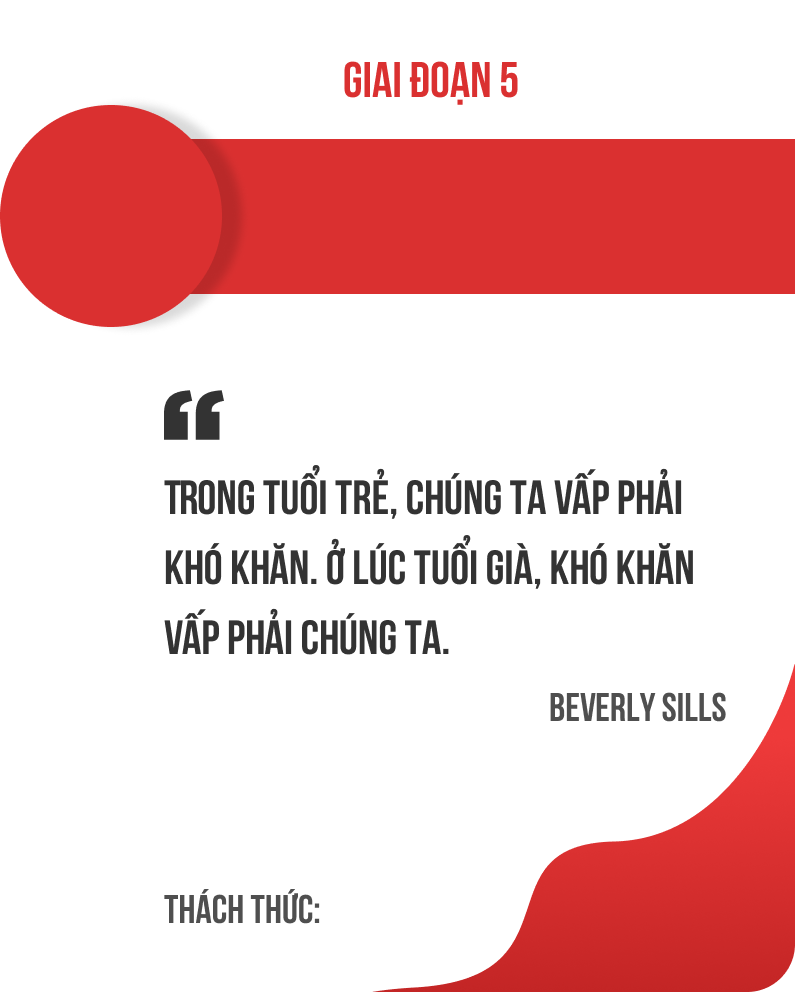 GIAI ĐOẠN 5
TRONG TUỔI TRẺ, CHÚNG TA VẤP PHẢI
KHÓ KHĂN. Ở LÚC TUỔI GIÀ, KHÓ KHĂN
VẤP PHẢI CHÚNG TA.
BEVERLY SILLS
THÁCH THỨC: